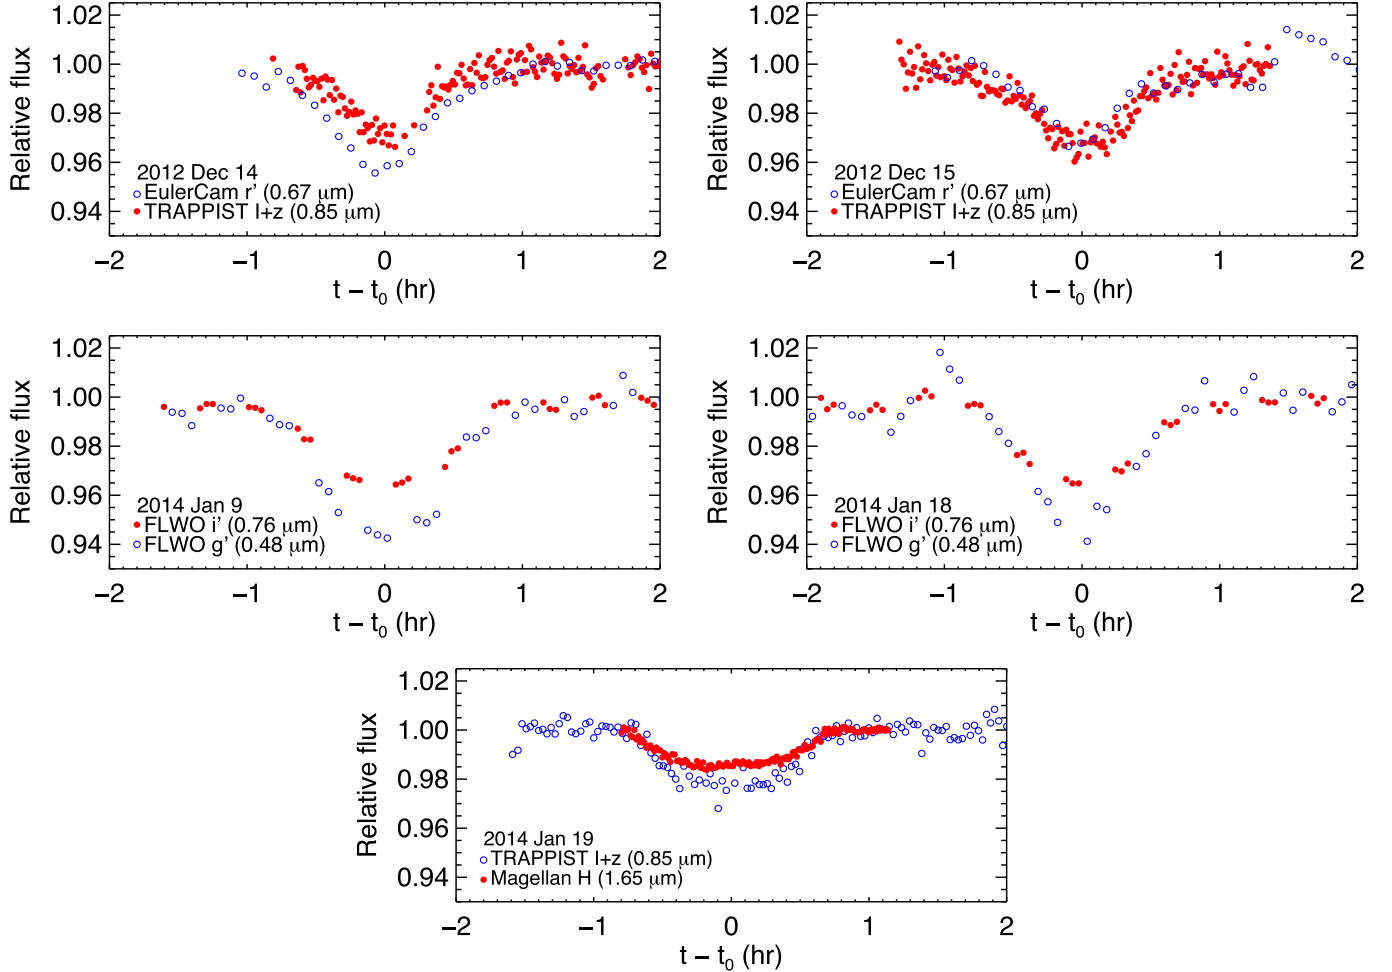 Relative flux
1.02
1.00
0.98
0.96
0.94
2012 Dec 14
EulerCam r' (0.67 μm)
TRAPPIST I+z (0.85 μm)
−2 −1 0 1 2
t − t₀ (hr)
Relative flux
1.02
1.00
0.98
0.96
0.94
2012 Dec 15
EulerCam r' (0.67 μm)
TRAPPIST I+z (0.85 μm)
−2 −1 0 1 2
t − t₀ (hr)
Relative flux
1.02
1.00
0.98
0.96
0.94
2014 Jan 9
FLWO i' (0.76 μm)
FLWO g' (0.48 μm)
−2 −1 0 1 2
t − t₀ (hr)
Relative flux
1.02
1.00
0.98
0.96
0.94
2014 Jan 18
FLWO i' (0.76 μm)
FLWO g' (0.48 μm)
−2 −1 0 1 2
t − t₀ (hr)
Relative flux
1.02
1.00
0.98
0.96
0.94
2014 Jan 19
TRAPPIST I+z (0.85 μm)
Magellan H (1.65 μm)
−2 −1 0 1 2
t − t₀ (hr)